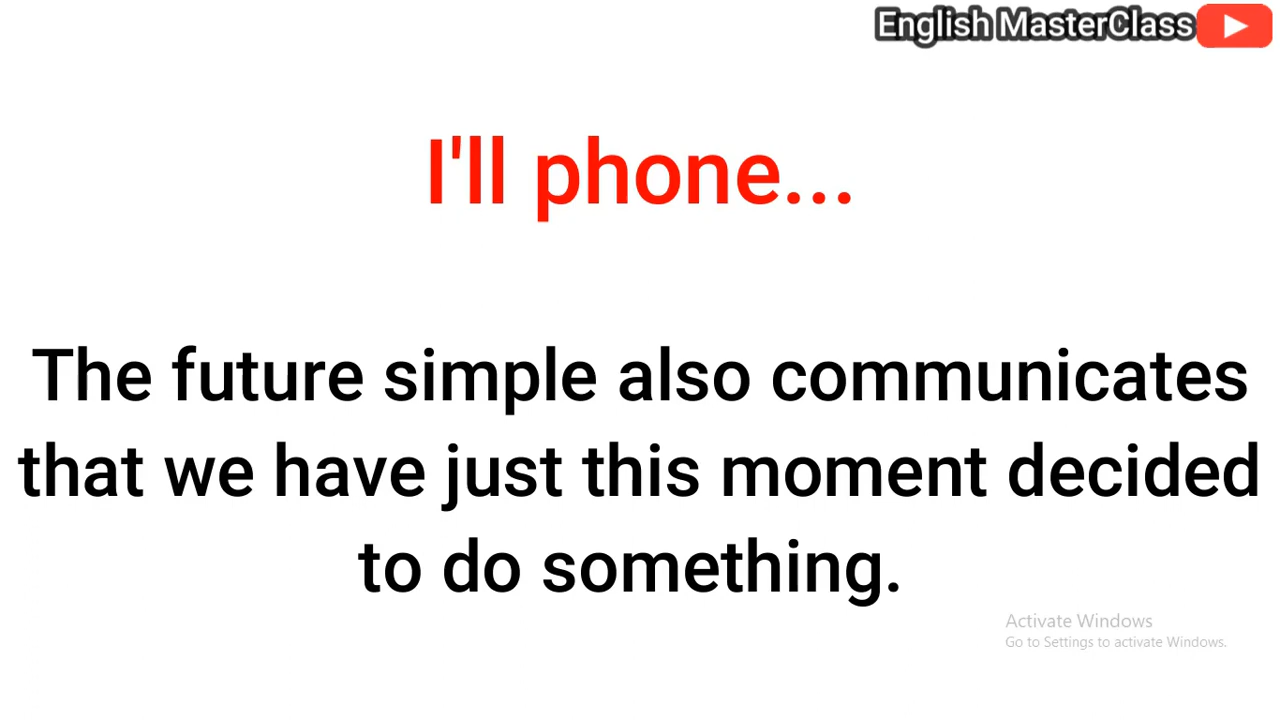 English MasterClass
I'll phone...
The future simple also communicates
that we have just this moment decided
to do something.
Activate Windows
Go to Settings to activate Windows.